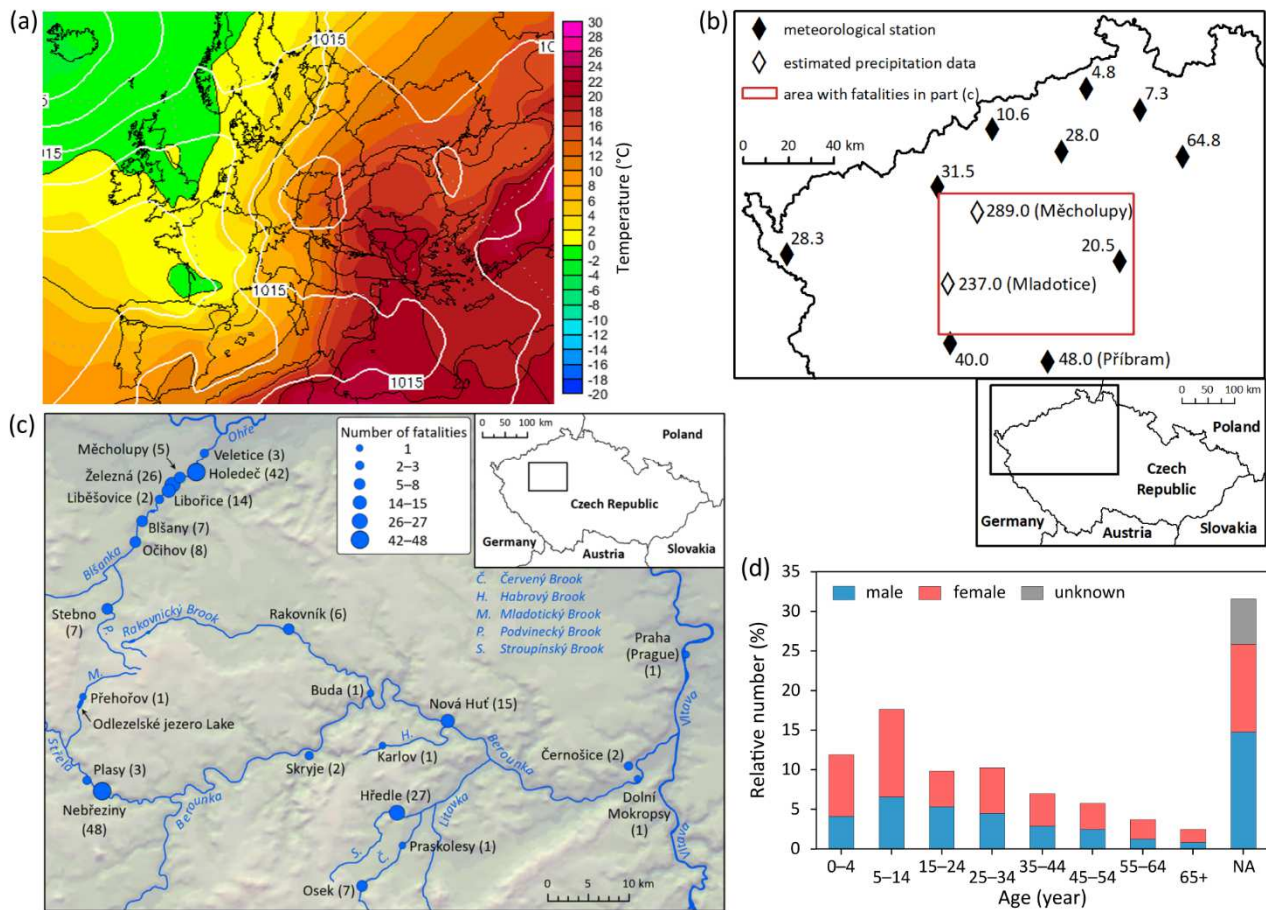 (a)
1015
1015
1015
1015
1015
30
28
26
24
22
20
18
16
14
12
10
8
6
4
2
0
-2
-4
-6
-8
-10
-12
-14
-16
-18
-20
Temperature (°C)
(b)
meteorological station
estimated precipitation data
area with fatalities in part (c)
0 20 40 km
4.8
7.3
10.6
28.0
64.8
31.5
289.0 (Měcholupy)
28.3
20.5
237.0 (Mladotice)
40.0
48.0 (Příbram)
0 50 100 km
Poland
Czech
Republic
Germany
Austria
Slovakia
(c)
Ohře
Měcholupy (5)
Veletice (3)
Železná (26)
Holedeč (42)
Liběšovice (2)
Libořice (14)
Blšany (7)
Očihov (8)
Blšanka
Stebno
(7)
P.
Rakovnický Brook
Rakovník (6)
M.
Přehořov (1)
Odlezelské jezero Lake
Střela
Plasy (3)
Nebřeziny
(48)
Berounka
Buda (1)
Skryje (2)
Nová Huť (15)
H.
Karlov (1)
Berounka
Hředle (27)
Litavka
S.
Č.
Praskolesy (1)
Osek (7)
Černošice (2)
Dolní
Mokropsy
(1)
Praha
(Prague)
(1)
Vltava
Vltava
0 5 10 km
Number of fatalities
1
2–3
5–8
14–15
26–27
42–48
0 50 100 km
Poland
Czech Republic
Germany
Austria
Slovakia
Č. Červený Brook
H. Habrový Brook
M. Mladotický Brook
P. Podvinecký Brook
S. Stroupínský Brook
(d)
male
female
unknown
Relative number (%)
35
30
25
20
15
10
5
0
0–4
5–14
15–24
25–34
35–44
45–54
55–64
65+
NA
Age (year)